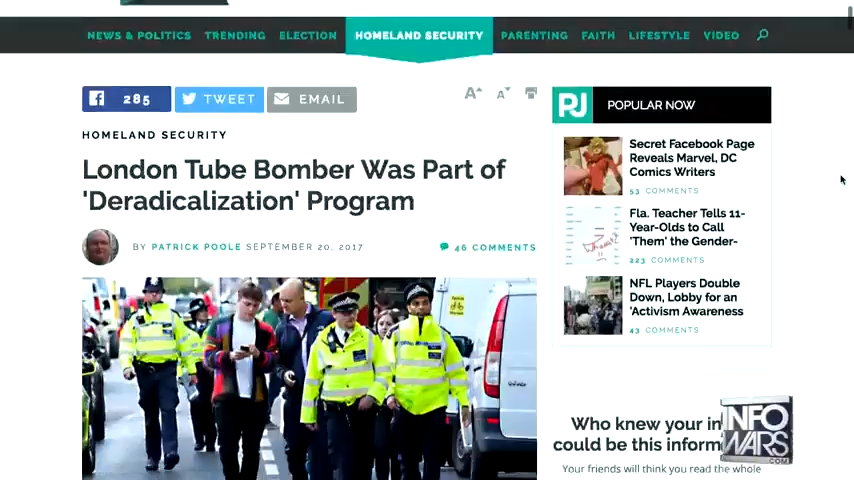 NEWS & POLITICS TRENDING ELECTION HOMELAND SECURITY PARENTING FAITH LIFESTYLE VIDEO
285 TWEET EMAIL
A A
HOMELAND SECURITY
London Tube Bomber Was Part of
'Deradicalization' Program
BY PATRICK POOLE SEPTEMBER 20, 2017
46 COMMENTS
PJ POPULAR NOW
Secret Facebook Page
Reveals Marvel, DC
Comics Writers
53 COMMENTS
Fla. Teacher Tells 11-
Year-Olds to Call
'Them' the Gender-
223 COMMENTS
NFL Players Double
Down, Lobby for an
'Activism Awareness
43 COMMENTS
Who knew your in
could be this inform
Your friends will think you read the whole
INFO
WARS
.COM